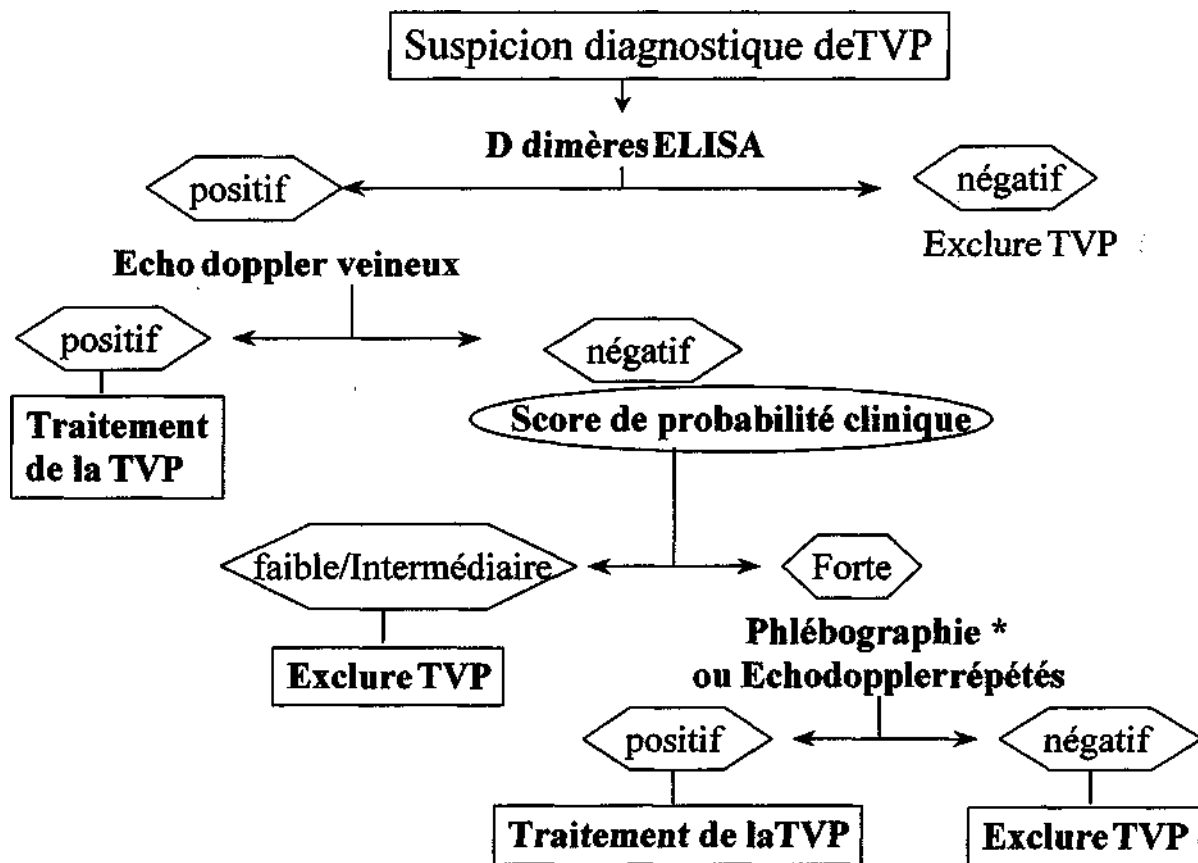 Suspicion diagnostique deTVP
D dimères ELISA
positif
négatif
Exclure TVP
Echo doppler veineux
positif
négatif
Traitement
de la TVP
Score de probabilité clinique
faible/Intermédiaire
Forte
Exclure TVP
Phlébographie *
ou Echodopplerrépétés
positif
négatif
Traitement de laTVP
Exclure TVP